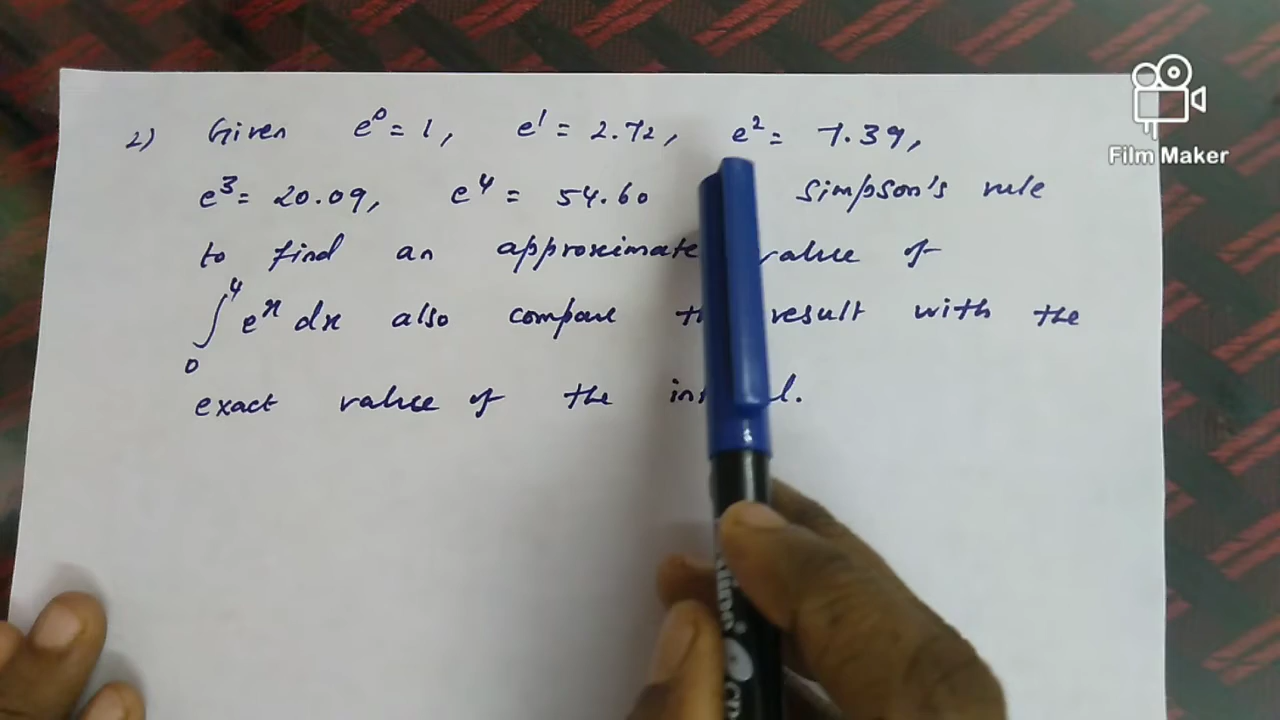 2) Given e⁰ = 1, e¹ = 2.72, e² = 7.39,
e³ = 20.09, e⁴ = 54.60 Simpson's rule
to find an approximate value of
∫₀⁴ eˣ dx also compare result with the
exact value of the
Film Maker